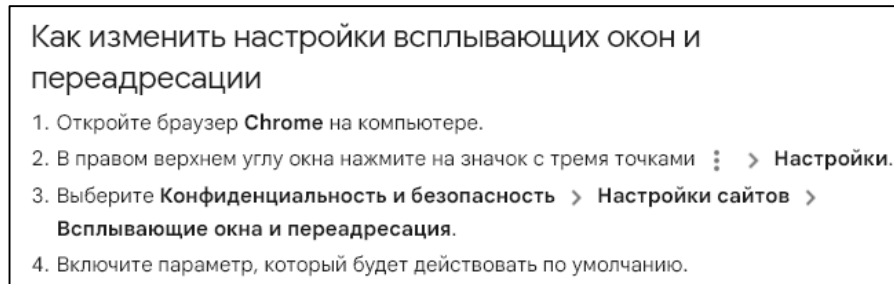 Как изменить настройки всплывающих окон и
переадресации
1. Откройте браузер Chrome на компьютере.
2. В правом верхнем углу окна нажмите на значок с тремя точками ⋮ > Настройки.
3. Выберите Конфиденциальность и безопасность > Настройки сайтов >
Всплывающие окна и переадресация.
4. Включите параметр, который будет действовать по умолчанию.